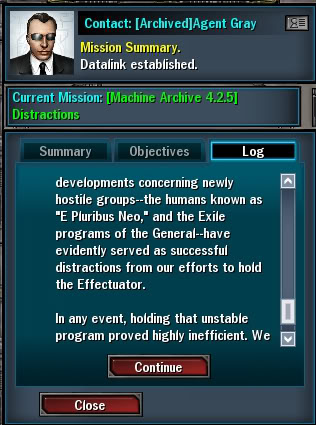 Contact: [Archived]Agent Gray
Mission Summary.
Datalink established.
Current Mission: [Machine Archive 4.2.5]
Distractions
Summary
Objectives
Log
developments concerning newly
hostile groups--the humans known as
"E Pluribus Neo," and the Exile
programs of the General--have
evidently served as successful
distractions from our efforts to hold
the Effectuator.
In any event, holding that unstable
program proved highly inefficient. We
Continue
Close